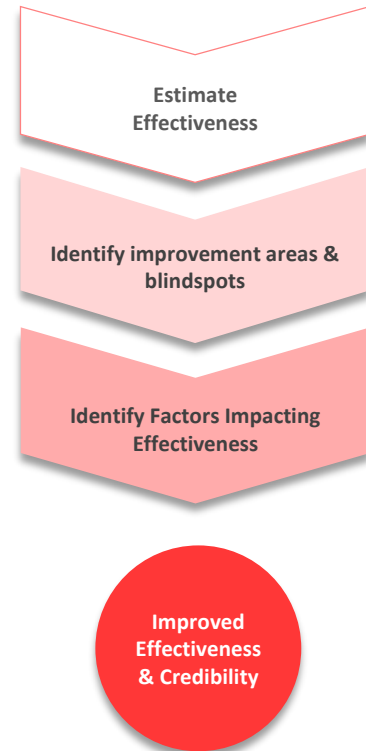 Estimate
Effectiveness
Identify improvement areas &
blindspots
Identify Factors Impacting
Effectiveness
Improved
Effectiveness
& Credibility